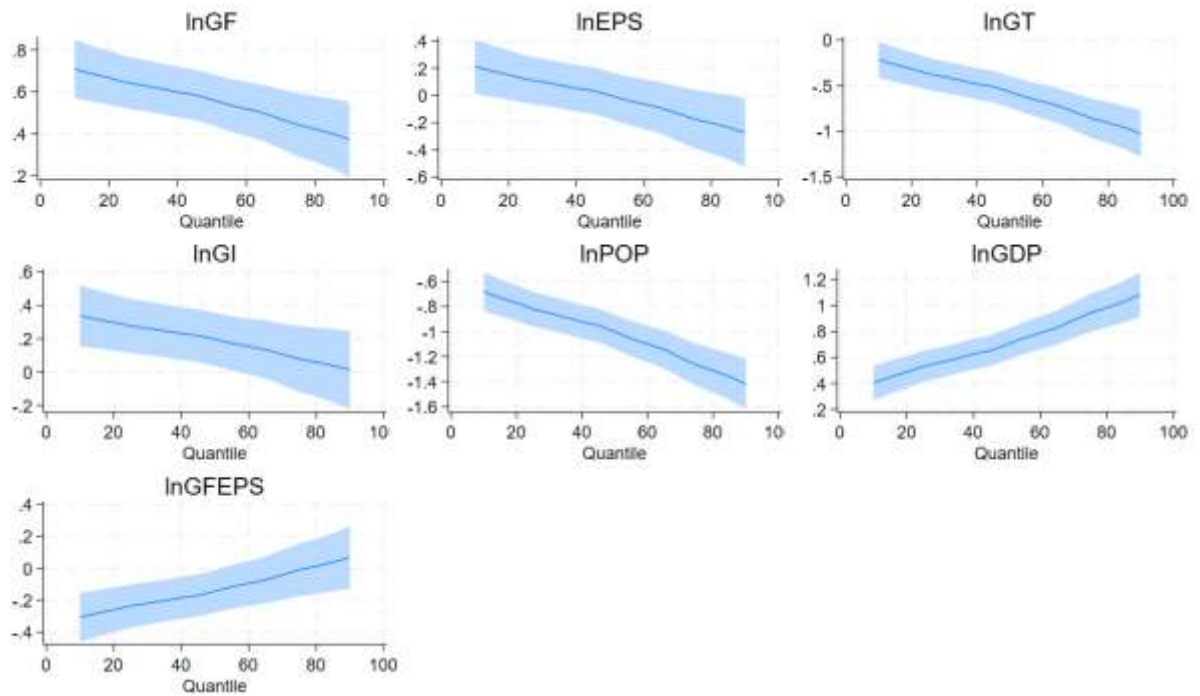 lnGF lnEPS lnGT
.8 .6 .4 .2
.4 .2 0 -.2 -.4 -.6
0 -.5 -1 -1.5
0 20 40 60 80 10 0 20 40 60 80 10 0 20 40 60 80 100
Quantile Quantile Quantile
lnGI lnPOP lnGDP
.6 .4 .2 0 -.2
-.6 -.8 -1 -1.2 -1.4 -1.6
1.2 1 .8 .6 .4 .2
0 20 40 60 80 10 0 20 40 60 80 10 0 20 40 60 80 100
Quantile Quantile Quantile
lnGFEPS
.4
.2
0
-.2
-.4
0 20 40 60 80 100
Quantile